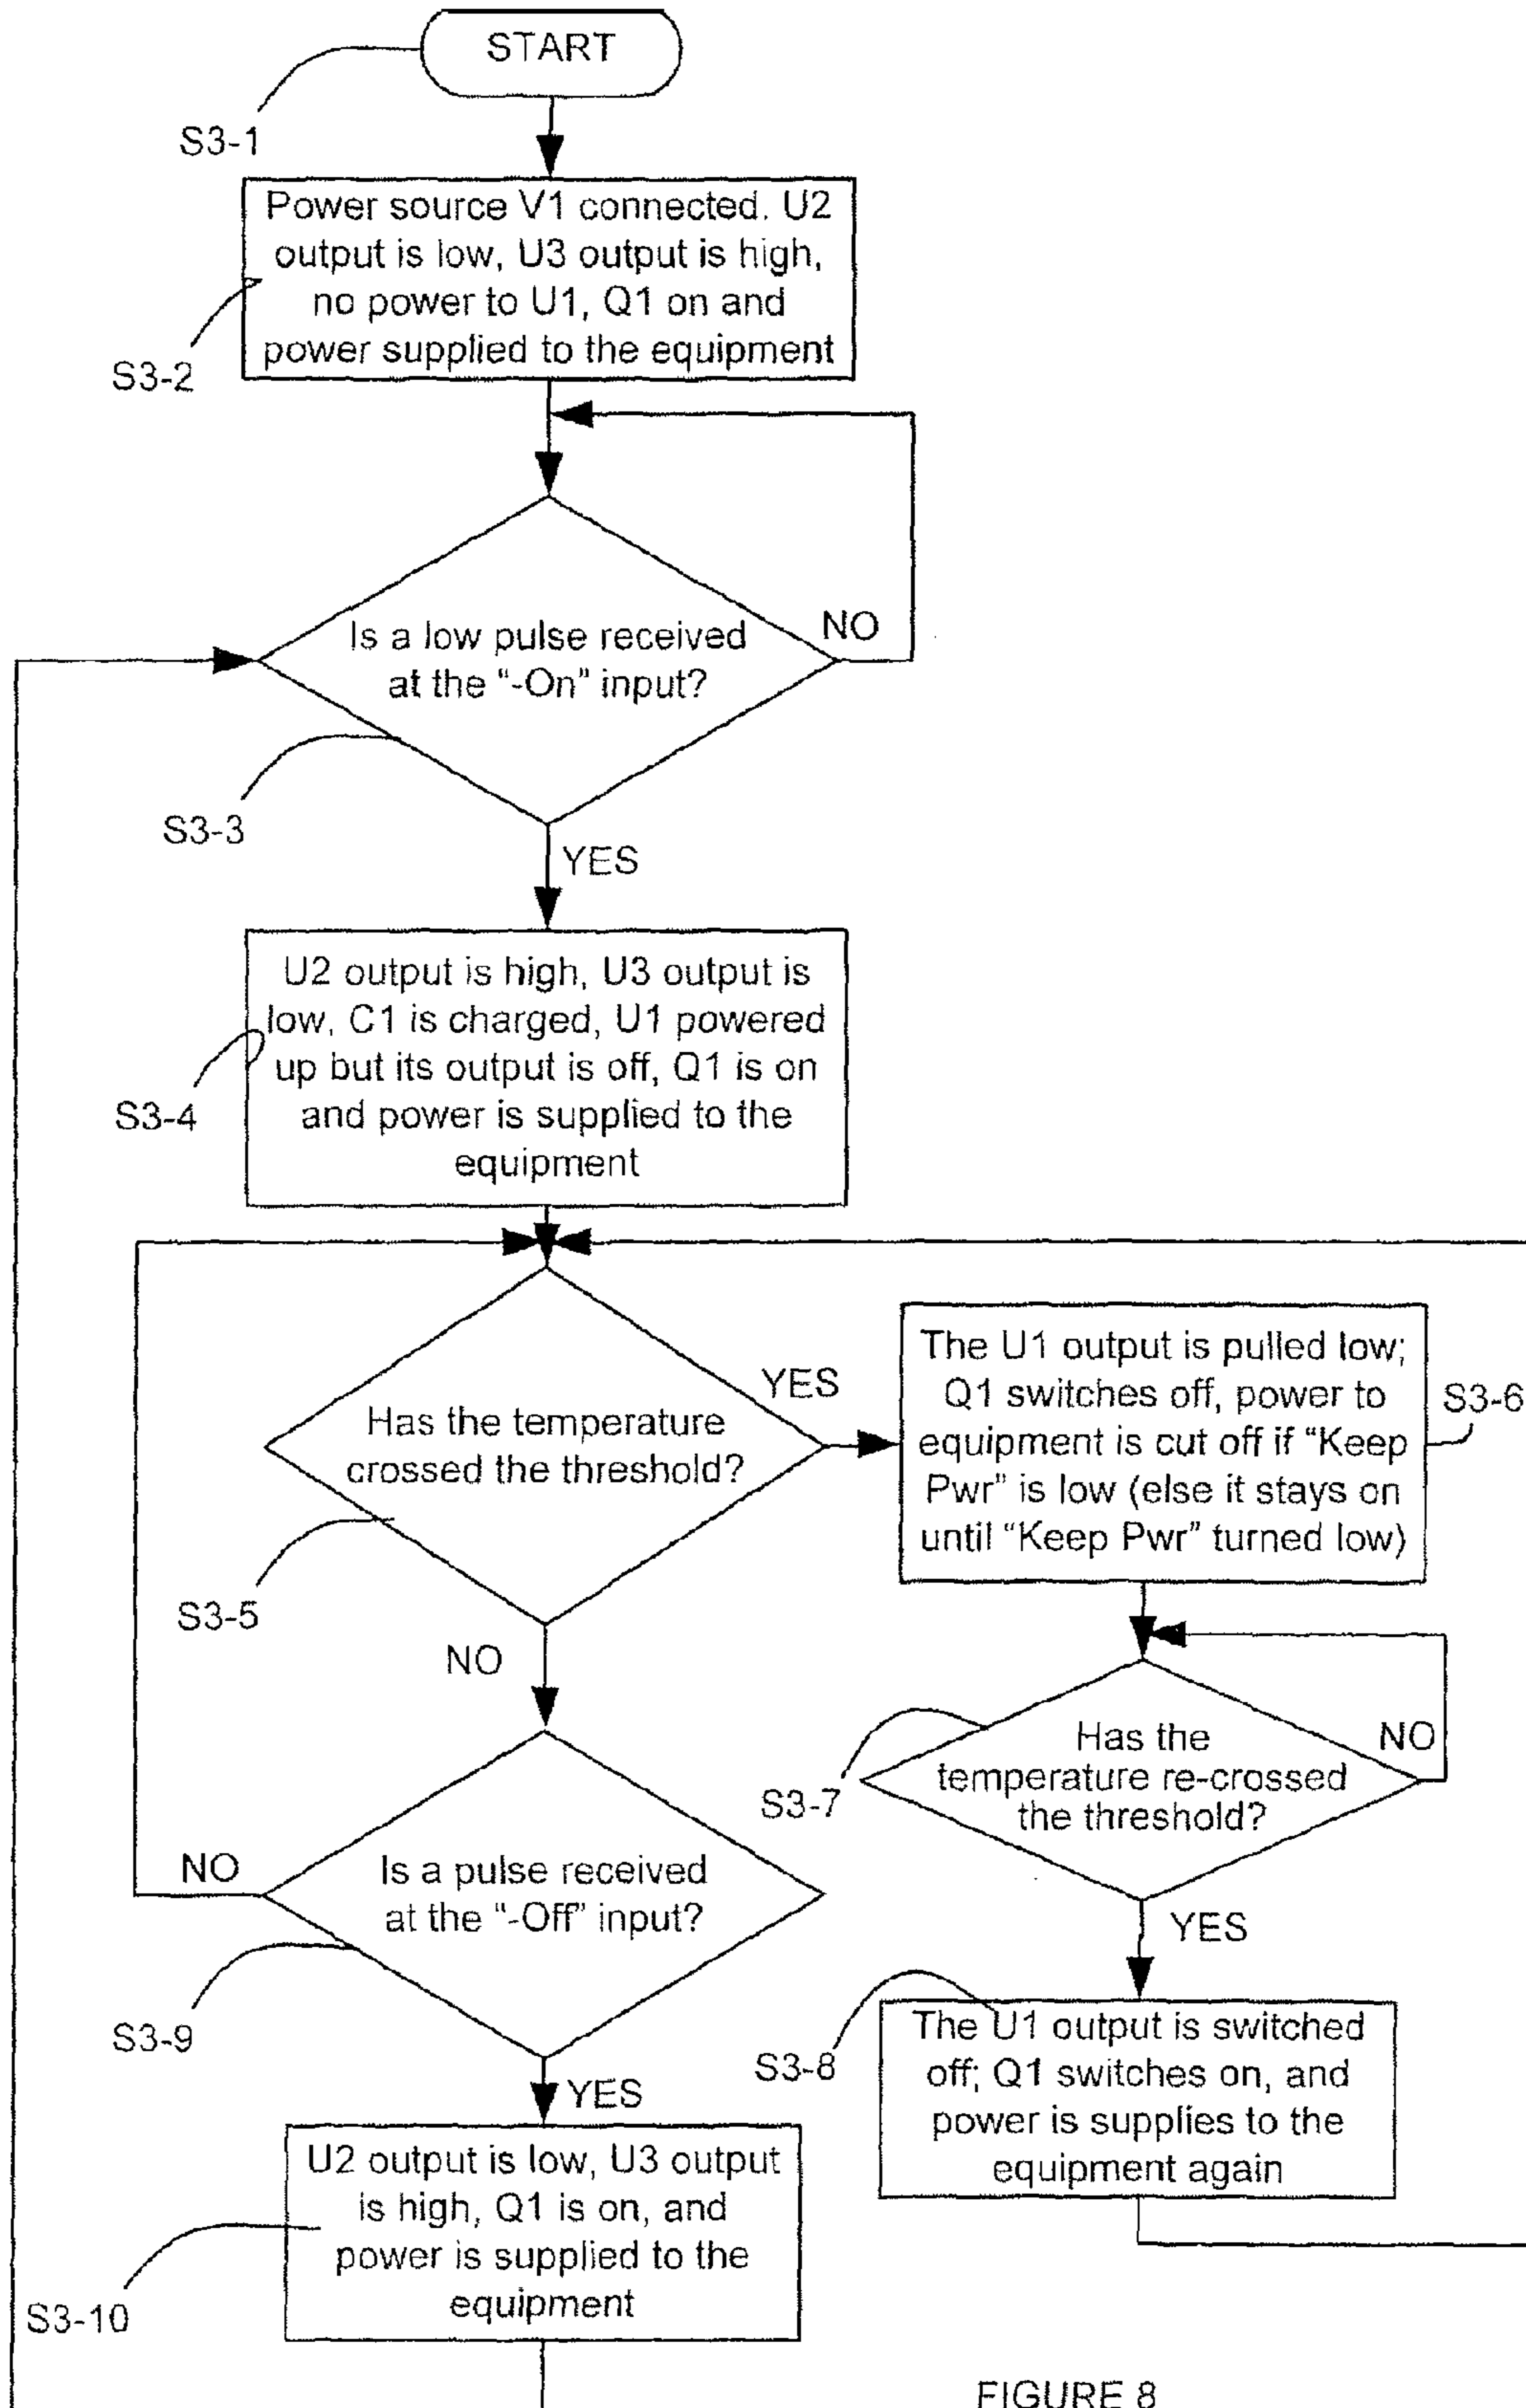 START
S3-1
Power source V1 connected. U2
output is low, U3 output is high,
no power to U1, Q1 on and
power supplied to the equipment
S3-2
Is a low pulse received
at the "-On" input?
NO
S3-3
YES
U2 output is high, U3 output is
low, C1 is charged, U1 powered
up but its output is off, Q1 is on
and power is supplied to the
equipment
S3-4
Has the temperature
crossed the threshold?
YES
S3-5
NO
The U1 output is pulled low;
Q1 switches off, power to
equipment is cut off if "Keep
Pwr" is low (else it stays on
until "Keep Pwr" turned low)
S3-6
Has the
temperature re-crossed
the threshold?
NO
S3-7
YES
Is a pulse received
at the "-Off" input?
NO
S3-9
YES
The U1 output is switched
off; Q1 switches on, and
power is supplies to the
equipment again
S3-8
U2 output is low, U3 output
is high, Q1 is on, and
power is supplied to the
equipment
S3-10
FIGURE 8